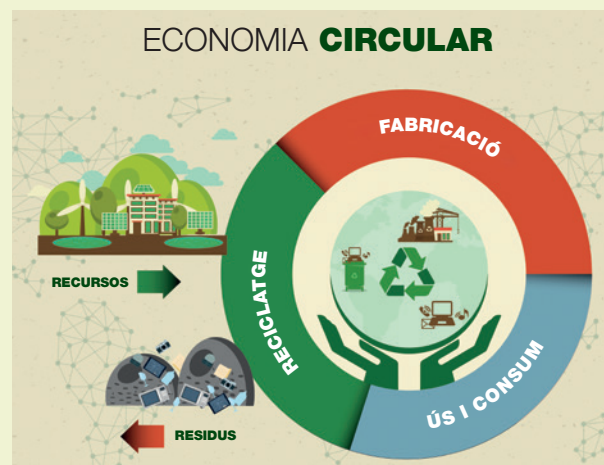 ECONOMIA CIRCULAR
FABRICACIÓ
RECURSOS
RECICLATGE
ÚS I CONSUM
RESIDUS